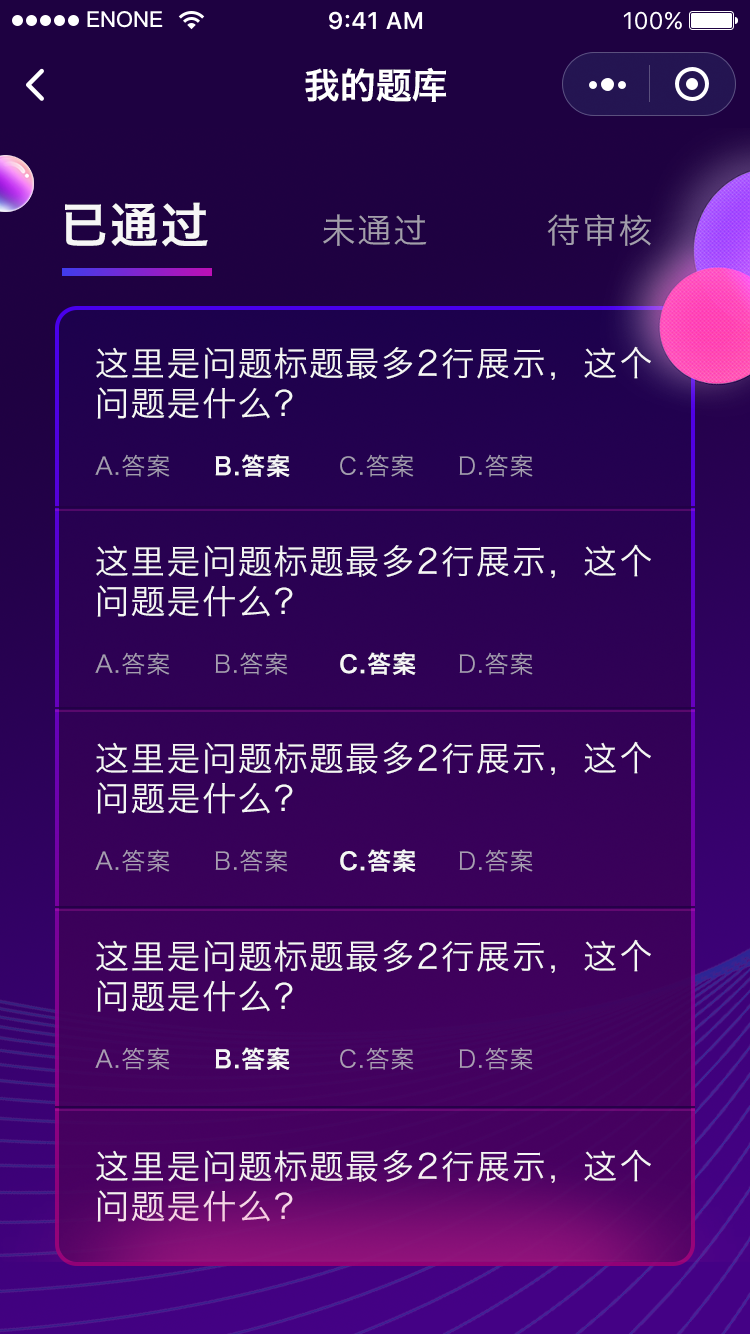 ENONE 9:41 AM 100%
我的题库
已通过 未通过 待审核
这里是问题标题最多2行展示，这个
问题是什么？
A.答案 B.答案 C.答案 D.答案
这里是问题标题最多2行展示，这个
问题是什么？
A.答案 B.答案 C.答案 D.答案
这里是问题标题最多2行展示，这个
问题是什么？
A.答案 B.答案 C.答案 D.答案
这里是问题标题最多2行展示，这个
问题是什么？
A.答案 B.答案 C.答案 D.答案
这里是问题标题最多2行展示，这个
问题是什么？